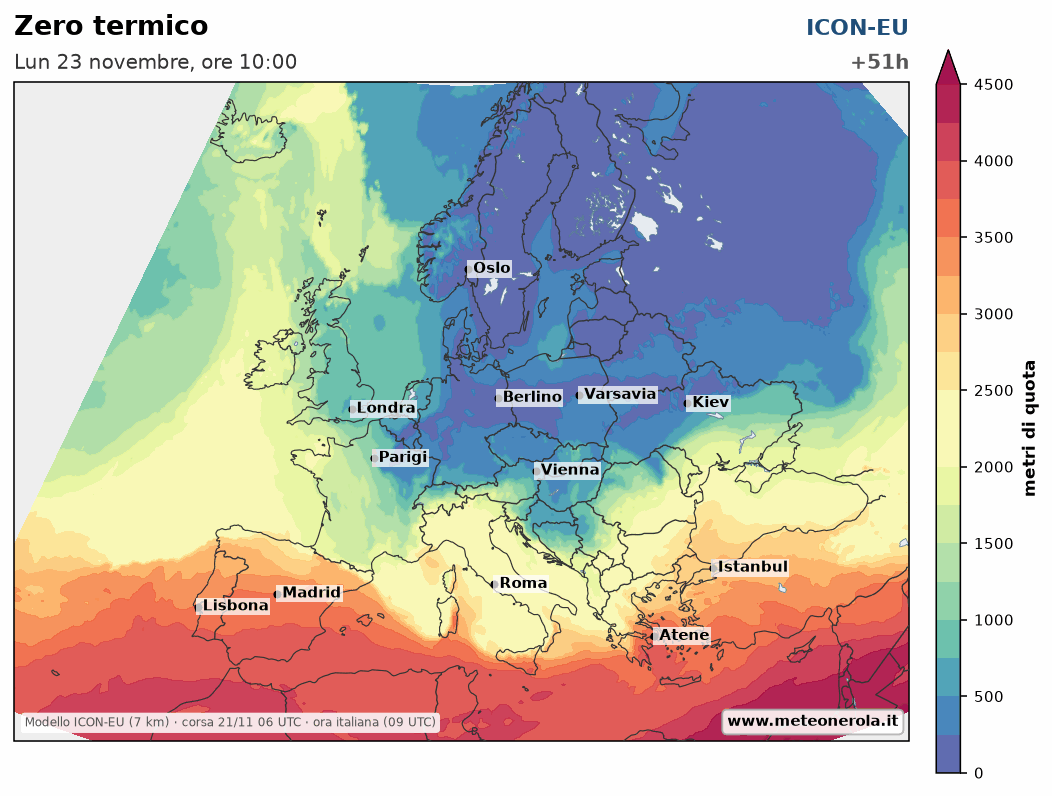 Zero termico
ICON-EU
Lun 23 novembre, ore 10:00
+51h
Oslo
Londra
Berlino
Varsavia
Kiev
Parigi
Vienna
Roma
Istanbul
Madrid
Lisbona
Atene
Modello ICON-EU (7 km) · corsa 21/11 06 UTC · ora italiana (09 UTC)
www.meteonerola.it
4500
4000
3500
3000
2500
2000
1500
1000
500
0
metri di quota